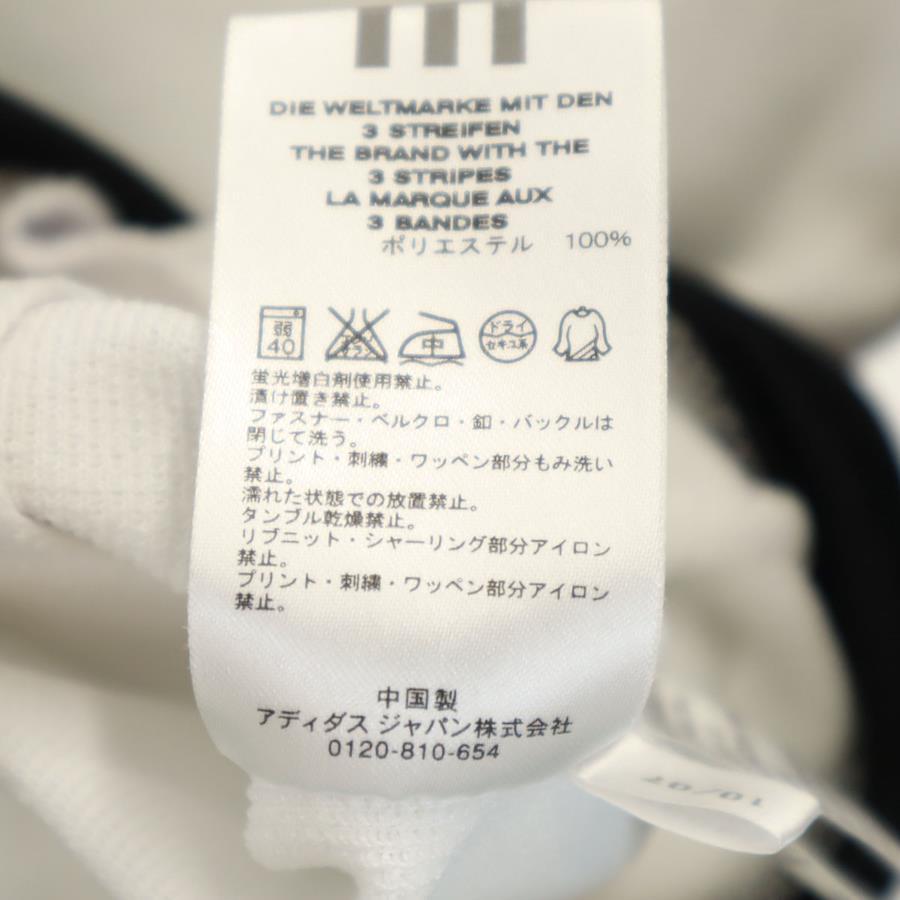 DIE WELTMARKE MIT DEN
3 STREIFEN
THE BRAND WITH THE
3 STRIPES
LA MARQUE AUX
3 BANDES
ポリエステル 100%
弱
40
エンソ
サラシ
中
ドライ
セキユ系
蛍光増白剤使用禁止。
漬け置き禁止。
ファスナー・ベルクロ・釦・バックルは
閉じて洗う。
プリント・刺繍・ワッペン部分もみ洗い
禁止。
濡れた状態での放置禁止。
タンブル乾燥禁止。
リブニット・シャーリング部分アイロン
禁止。
プリント・刺繍・ワッペン部分アイロン
禁止。
中国製
アディダス ジャパン株式会社
0120-810-654
10/07